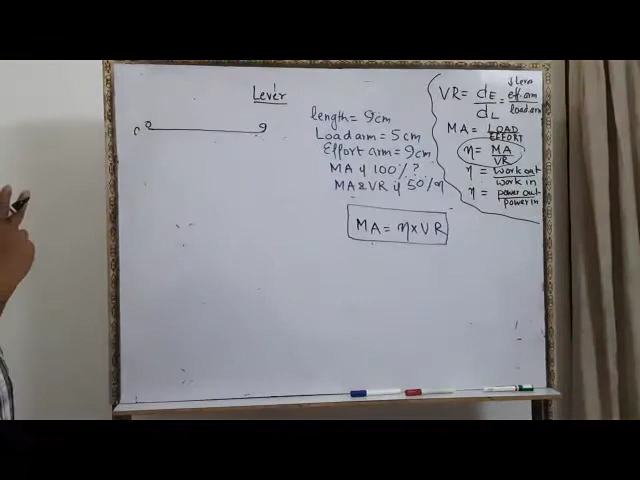 Lever
0
9
length = 9cm
Load arm = 5cm
Effort arm = 9cm
MA if 100% ?
MA & VR if 50% η
MA = η×VR
VR = dE/dL = eff. arm/load arm
MA = LOAD/EFFORT
η = MA/VR
η = work out/work in
η = power out/power in